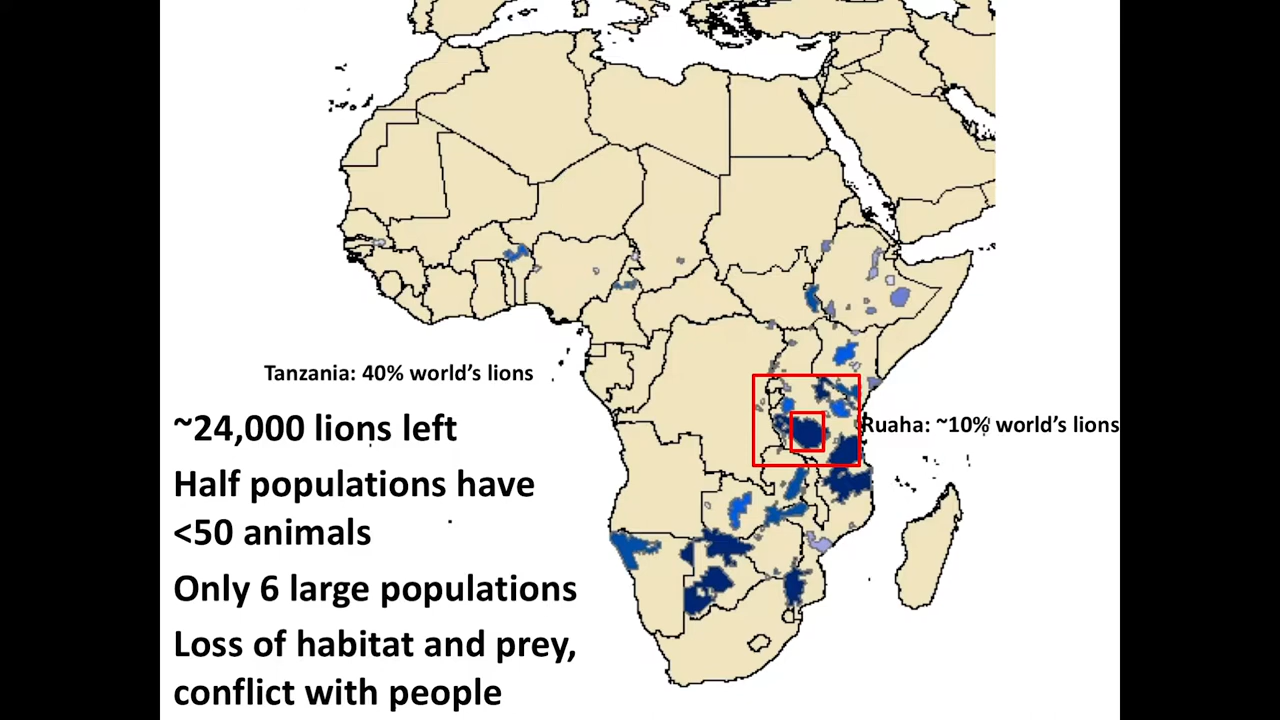 Tanzania: 40% world's lions
~24,000 lions left
Ruaha: ~10% world's lions
Half populations have
<50 animals
Only 6 large populations
Loss of habitat and prey,
conflict with people